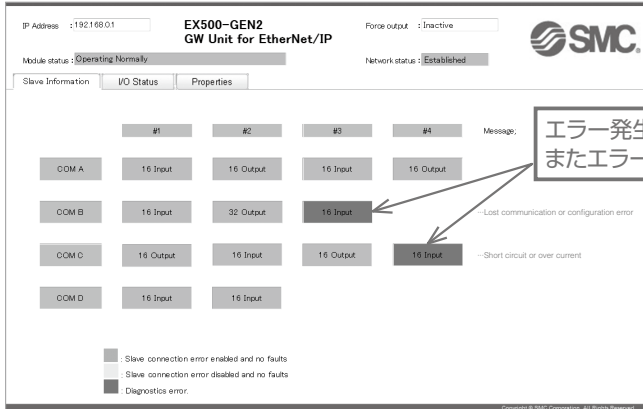 IP Address : 192.168.0.1
EX500-GEN2
GW Unit for EtherNet/IP
Force output : Inactive
SMC.
Module status : Operating Normally
Network status : Established
Slave Information
I/O Status
Properties
#1 #2 #3 #4 Message;
エラー発生
またエラー
COM A 16 Input 16 Output 16 Input 16 Output
COM B 16 Input 32 Output 16 Input ···Lost communication or configuration error
COM C 16 Output 16 Input 16 Output 16 Input ···Short circuit or over current
COM D 16 Input 16 Input
: Slave connection error enabled and no faults
: Slave connection error disabled and no faults
: Diagnostics error.
Copyright © SMC Corporation. All Rights Reserved.